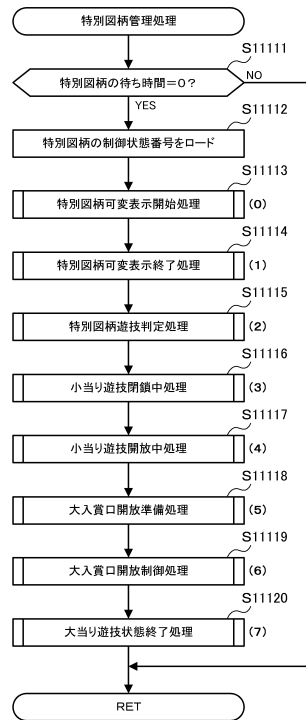 特別図柄管理処理
S11111
特別図柄の待ち時間=0?
NO
YES
S11112
特別図柄の制御状態番号をロード
S11113
特別図柄可変表示開始処理
(0)
S11114
特別図柄可変表示終了処理
(1)
S11115
特別図柄遊技判定処理
(2)
S11116
小当り遊技閉鎖中処理
(3)
S11117
小当り遊技開放中処理
(4)
S11118
大入賞口開放準備処理
(5)
S11119
大入賞口開放制御処理
(6)
S11120
大当り遊技状態終了処理
(7)
RET